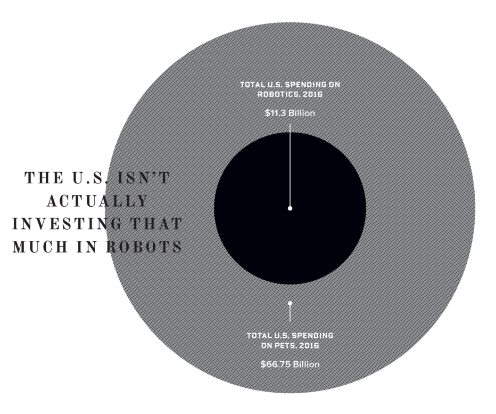 TOTAL U.S. SPENDING ON
ROBOTICS, 2016
$11.3 Billion
THE U.S. ISN'T
ACTUALLY
INVESTING THAT
MUCH IN ROBOTS
TOTAL U.S. SPENDING
ON PETS, 2016
$66.75 Billion